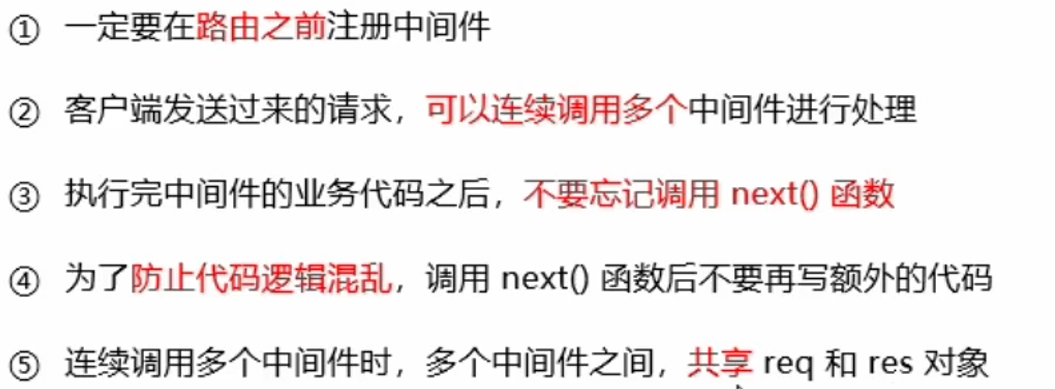 ① 一定要在路由之前注册中间件
② 客户端发送过来的请求，可以连续调用多个中间件进行处理
③ 执行完中间件的业务代码之后，不要忘记调用 next() 函数
④ 为了防止代码逻辑混乱，调用 next() 函数后不要再写额外的代码
⑤ 连续调用多个中间件时，多个中间件之间，共享 req 和 res 对象